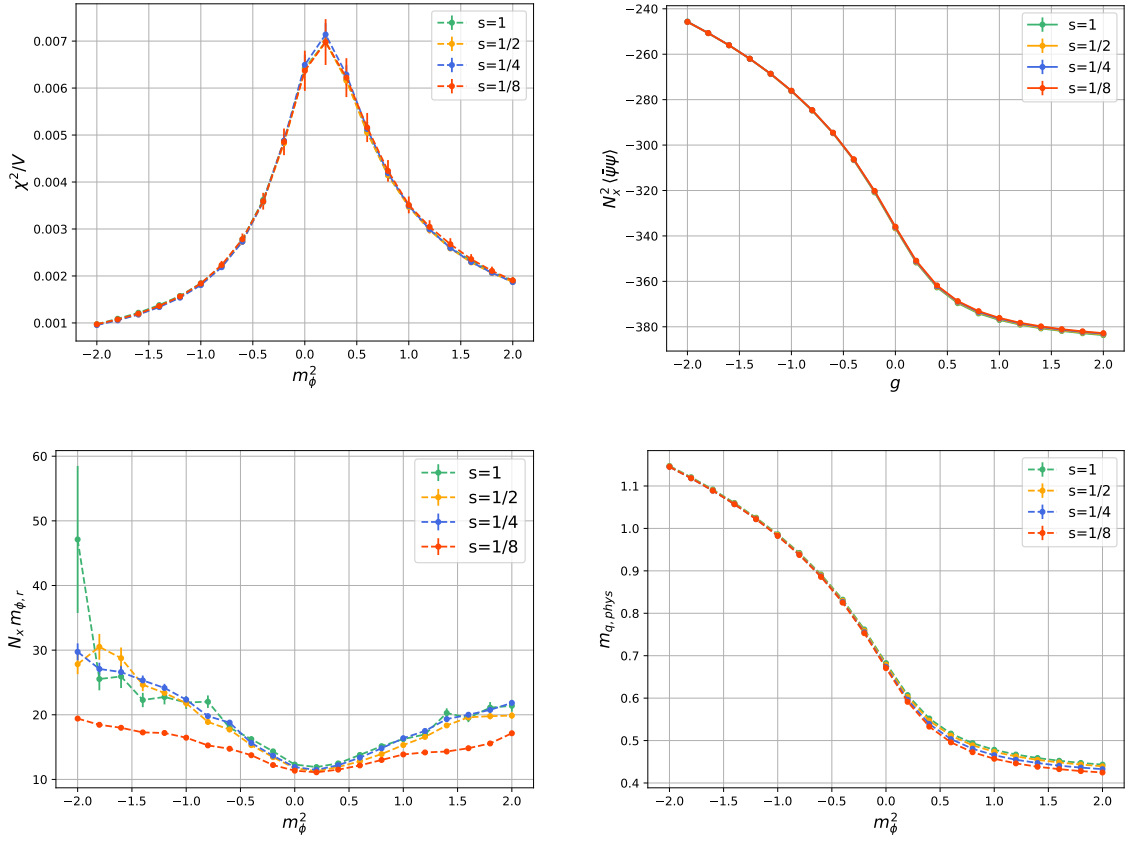 0.007
0.006
0.005
0.004
0.003
0.002
0.001
χ²/V
s=1
s=1/2
s=1/4
s=1/8
−2.0 −1.5 −1.0 −0.5 0.0 0.5 1.0 1.5 2.0
m²_ϕ
−240
−260
−280
−300
−320
−340
−360
−380
N²_x⟨ψ̄ψ⟩
s=1
s=1/2
s=1/4
s=1/8
−2.0 −1.5 −1.0 −0.5 0.0 0.5 1.0 1.5 2.0
g
60
50
40
30
20
10
N_x m_ϕ,r
s=1
s=1/2
s=1/4
s=1/8
−2.0 −1.5 −1.0 −0.5 0.0 0.5 1.0 1.5 2.0
m²_ϕ
1.1
1.0
0.9
0.8
0.7
0.6
0.5
0.4
m_q,phys
s=1
s=1/2
s=1/4
s=1/8
−2.0 −1.5 −1.0 −0.5 0.0 0.5 1.0 1.5 2.0
m²_ϕ